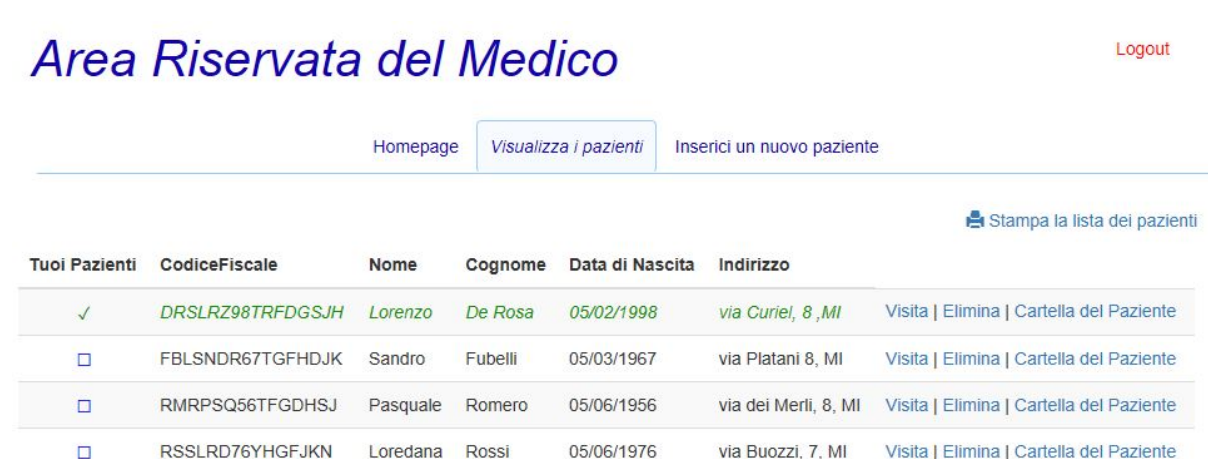 Area Riservata del Medico
Logout
Homepage Visualizza i pazienti Inserici un nuovo paziente
Stampa la lista dei pazienti
Tuoi Pazienti CodiceFiscale Nome Cognome Data di Nascita Indirizzo
✓ DRSLRZ98TRFDGSJH Lorenzo De Rosa 05/02/1998 via Curiel, 8 ,MI Visita | Elimina | Cartella del Paziente
☐ FBLSNDR67TGFHDJK Sandro Fubelli 05/03/1967 via Platani 8, MI Visita | Elimina | Cartella del Paziente
☐ RMRPSQ56TFGDHSJ Pasquale Romero 05/06/1956 via dei Merli, 8, MI Visita | Elimina | Cartella del Paziente
☐ RSSLRD76YHGFJKN Loredana Rossi 05/06/1976 via Buozzi, 7, MI Visita | Elimina | Cartella del Paziente